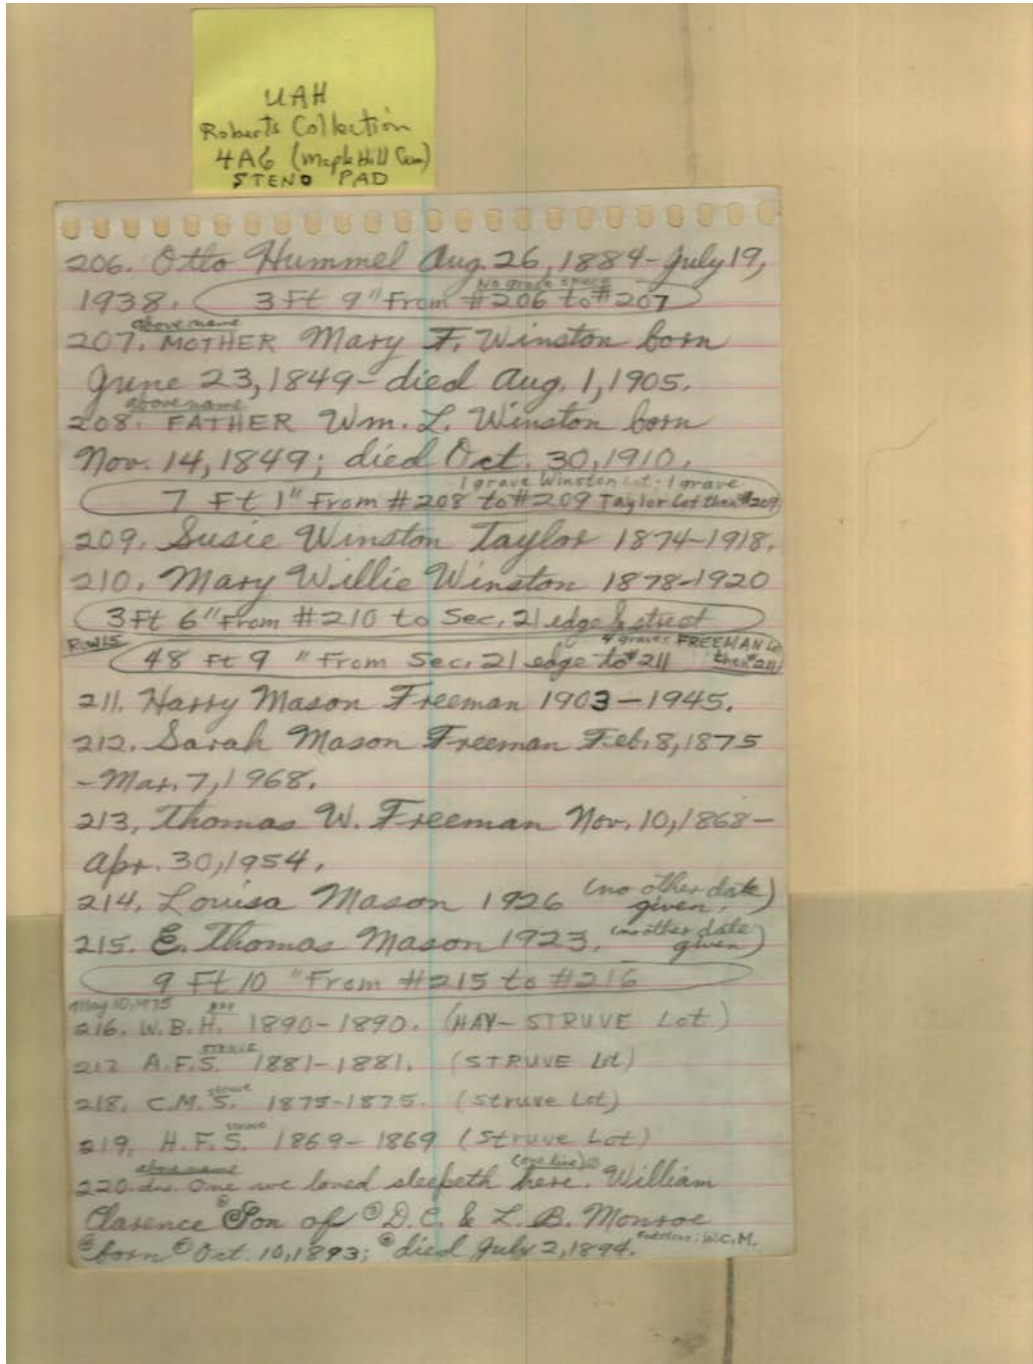 UAH
Roberts Collection
4A6 (Maple Hill Cem)
STENO PAD
206. Otto Hummel Aug. 26, 1884-July 19,
No grave space
1938. 3 Ft 9" From #206 to #207
above name
207. MOTHER Mary F. Winston born
June 23, 1849- died Aug. 1, 1905.
above name
208. FATHER Wm. L. Winston born
Nov. 14, 1849; died Oct. 30, 1910.
1 grave Winston Lot - 1 grave
7 Ft 1" From #208 to #209 Taylor Lot then #209
209. Susie Winston Taylor 1874-1918.
210. Mary Willie Winston 1878-1920
3 Ft 6" From #210 to Sec. 21 edge & street
ROW 15 4 graves FREEMAN Lot
48 Ft 9 " From Sec. 21 edge to #211 then #211
211. Harry Mason Freeman 1903-1945.
212. Sarah Mason Freeman Feb. 8, 1875
- Mar. 7, 1968.
213, Thomas W. Freeman Nov. 10, 1868-
Apr. 30, 1954.
214. Louisa Mason 1926 (no other date given.)
215. E. Thomas Mason 1923. (no other date given)
9 Ft 10 " From #215 to #216
May 10, 1975 Hay
216. W.B.H. 1890-1890. (HAY- STRUVE Lot)
STRUVE
217 A.F.S. 1881-1881. (STRUVE Lot)
struve
218. C.M.S. 1875-1875. (Struve Lot)
struve
219. H.F.S. 1869-1869 (Struve Lot)
above name (one line)
220. One we loved sleepeth here. William
Clarence Son of D.C. & L.B. Monroe
born Oct. 10, 1893; died July 2, 1894. Footstone: W.C.M.